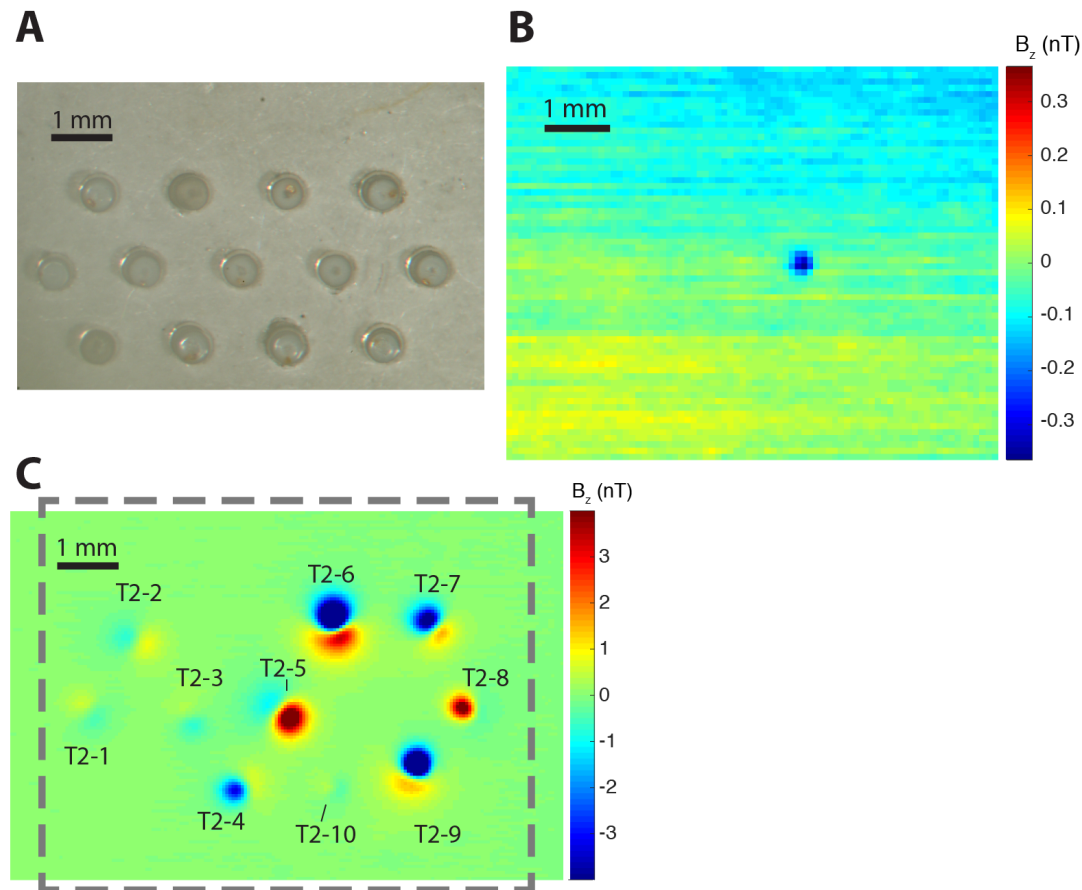 A
1 mm
B
1 mm
B_z (nT)
0.3
0.2
0.1
0
-0.1
-0.2
-0.3
C
1 mm
T2-2
T2-6
T2-7
T2-3
T2-5
T2-8
T2-1
T2-4
T2-10
T2-9
B_z (nT)
3
2
1
0
-1
-2
-3